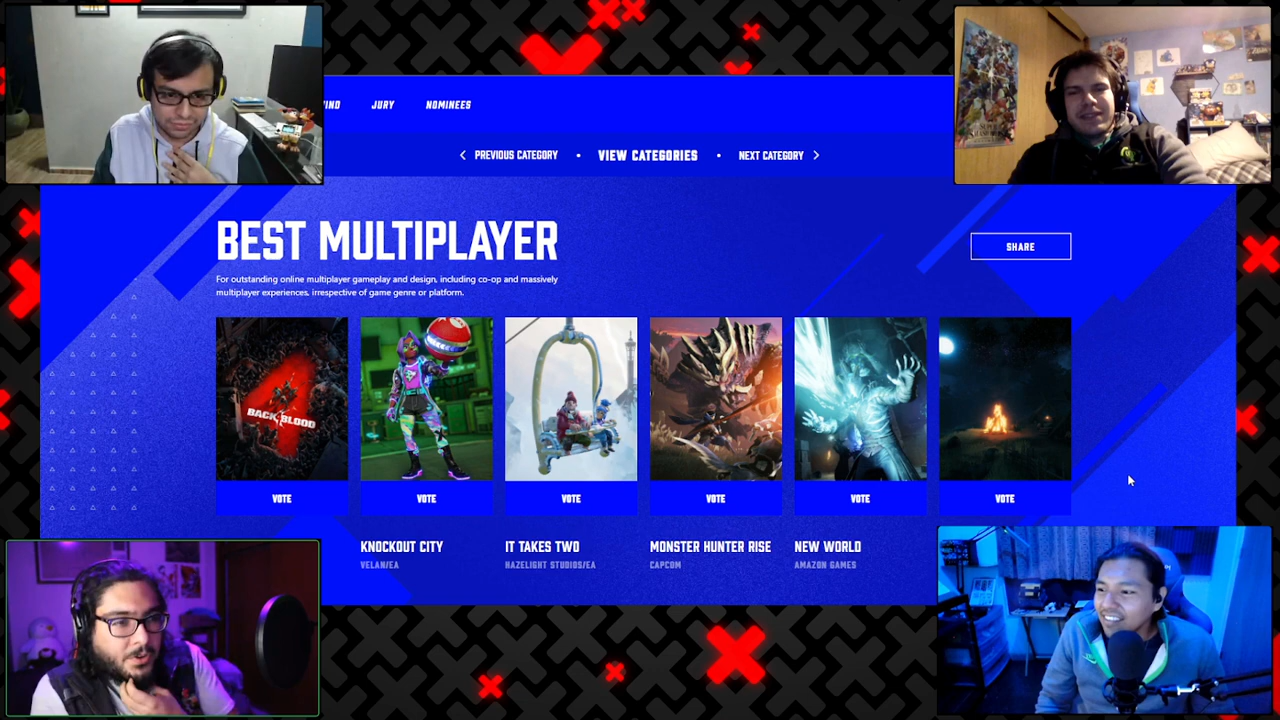 IND JURY NOMINEES
PREVIOUS CATEGORY • VIEW CATEGORIES • NEXT CATEGORY
BEST MULTIPLAYER
SHARE
For outstanding online multiplayer gameplay and design, including co-op and massively
multiplayer experiences, irrespective of game genre or platform.
BACK 4 BLOOD
VOTE VOTE VOTE VOTE VOTE VOTE
KNOCKOUT CITY IT TAKES TWO MONSTER HUNTER RISE NEW WORLD
VELAN/EA HAZELIGHT STUDIOS/EA CAPCOM AMAZON GAMES